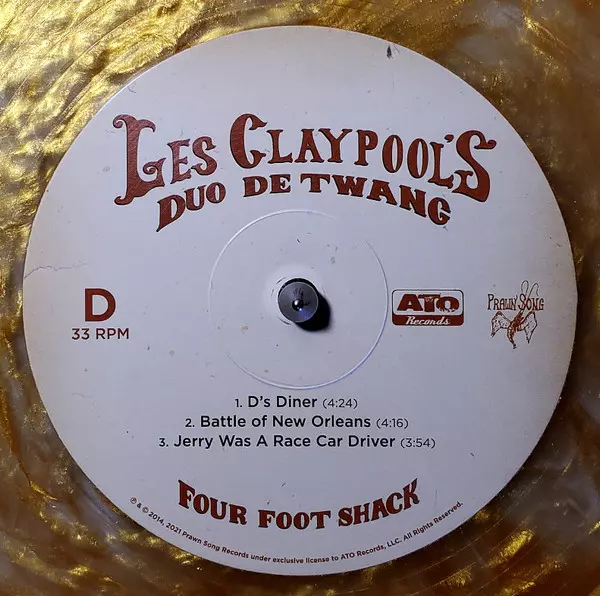 LES CLAYPOOL'S
DUO DE TWANG
D
33 RPM
ATO
Records
PRAWN SONG
1. D's Diner (4:24)
2. Battle of New Orleans (4:16)
3. Jerry Was A Race Car Driver (3:54)
FOUR FOOT SHACK
℗ & © 2014, 2021 Prawn Song Records under exclusive license to ATO Records, LLC. All Rights Reserved.